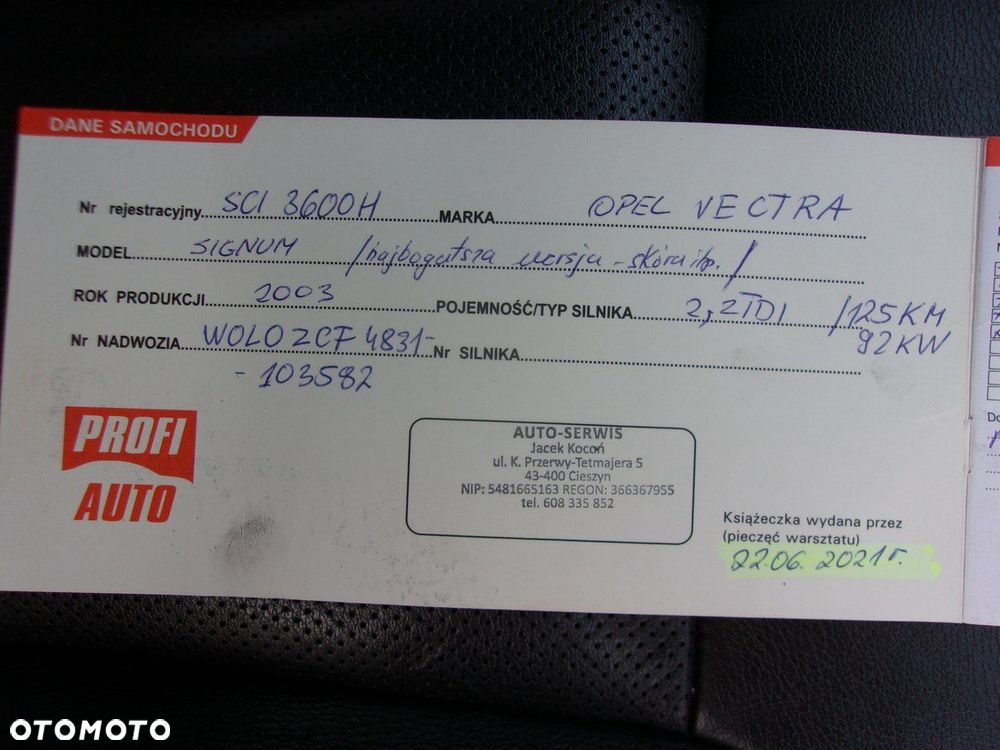 DANE SAMOCHODU
Nr rejestracyjny SCI 3600H MARKA OPEL VECTRA
MODEL SIGNUM /najbogatsza wersja - skóra itp./
ROK PRODUKCJI 2003 POJEMNOŚĆ/TYP SILNIKA 2,2TDI /125KM
92KW
Nr NADWOZIA WOLOZCF4831- Nr SILNIKA
- 103582
PROFI
AUTO
AUTO-SERWIS
Jacek Kocoń
ul. K. Przerwy-Tetmajera 5
43-400 Cieszyn
NIP: 5481665163 REGON: 366367955
tel. 608 335 852
Książeczka wydana przez
(pieczęć warsztatu)
22.06.2021r.
OTOMOTO